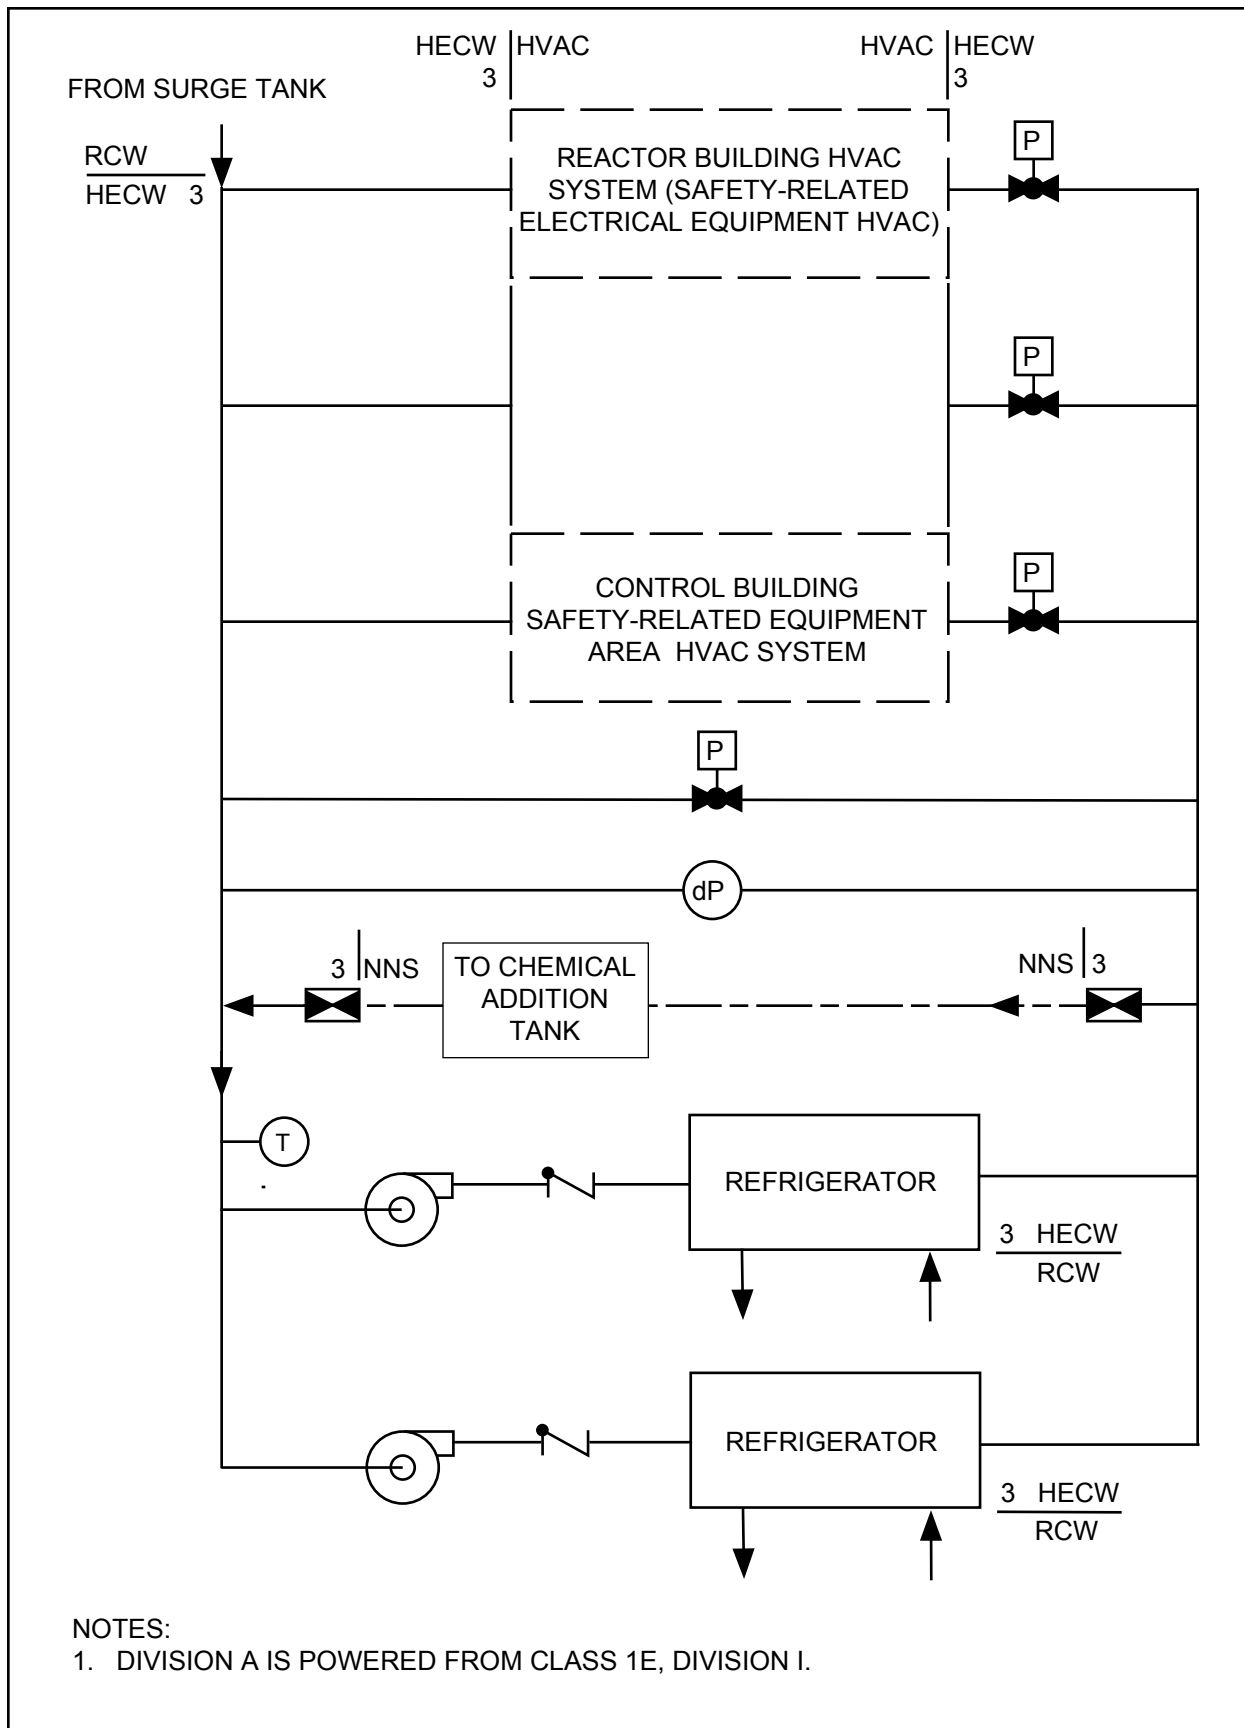 HECW HVAC
3
HVAC HECW
3
FROM SURGE TANK
RCW
HECW 3
REACTOR BUILDING HVAC
SYSTEM (SAFETY-RELATED
ELECTRICAL EQUIPMENT HVAC)
P
P
P
CONTROL BUILDING
SAFETY-RELATED EQUIPMENT
AREA HVAC SYSTEM
P
dP
3 NNS
TO CHEMICAL
ADDITION
TANK
NNS 3
T
REFRIGERATOR
3 HECW
RCW
REFRIGERATOR
3 HECW
RCW
NOTES:
1. DIVISION A IS POWERED FROM CLASS 1E, DIVISION I.